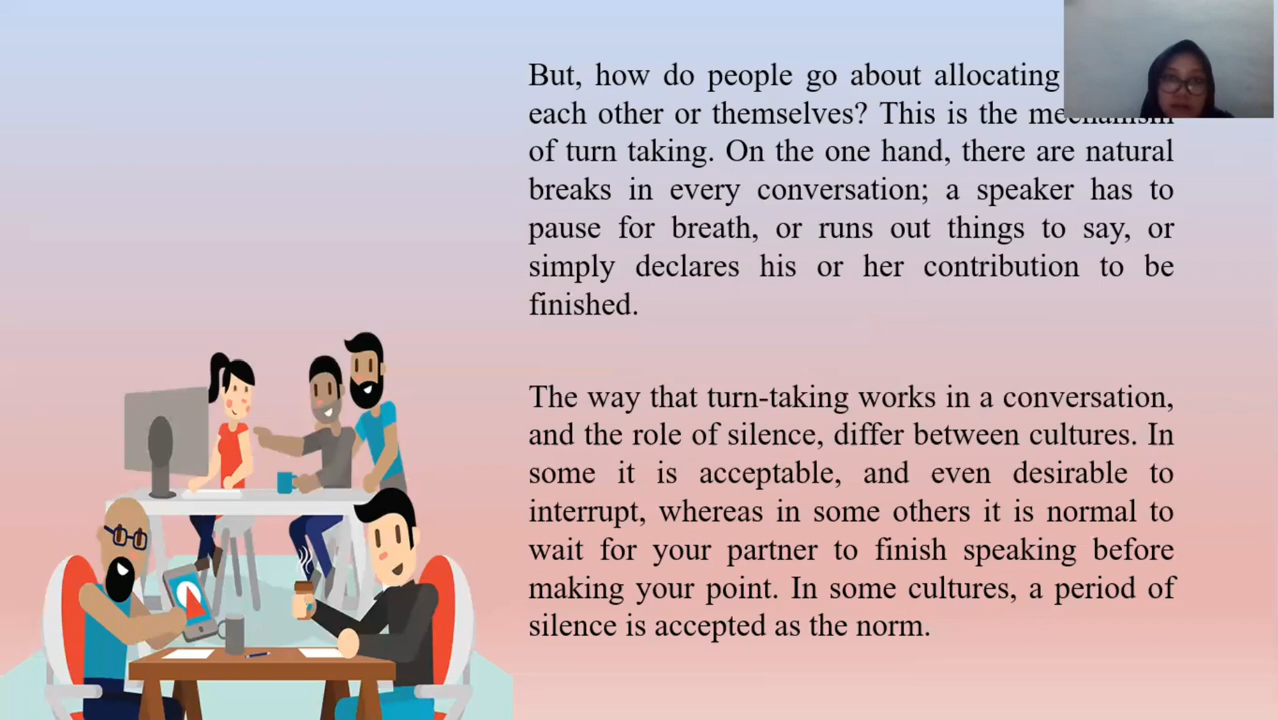 But, how do people go about allocating
each other or themselves? This is the mechanism
of turn taking. On the one hand, there are natural
breaks in every conversation; a speaker has to
pause for breath, or runs out things to say, or
simply declares his or her contribution to be
finished.
The way that turn-taking works in a conversation,
and the role of silence, differ between cultures. In
some it is acceptable, and even desirable to
interrupt, whereas in some others it is normal to
wait for your partner to finish speaking before
making your point. In some cultures, a period of
silence is accepted as the norm.